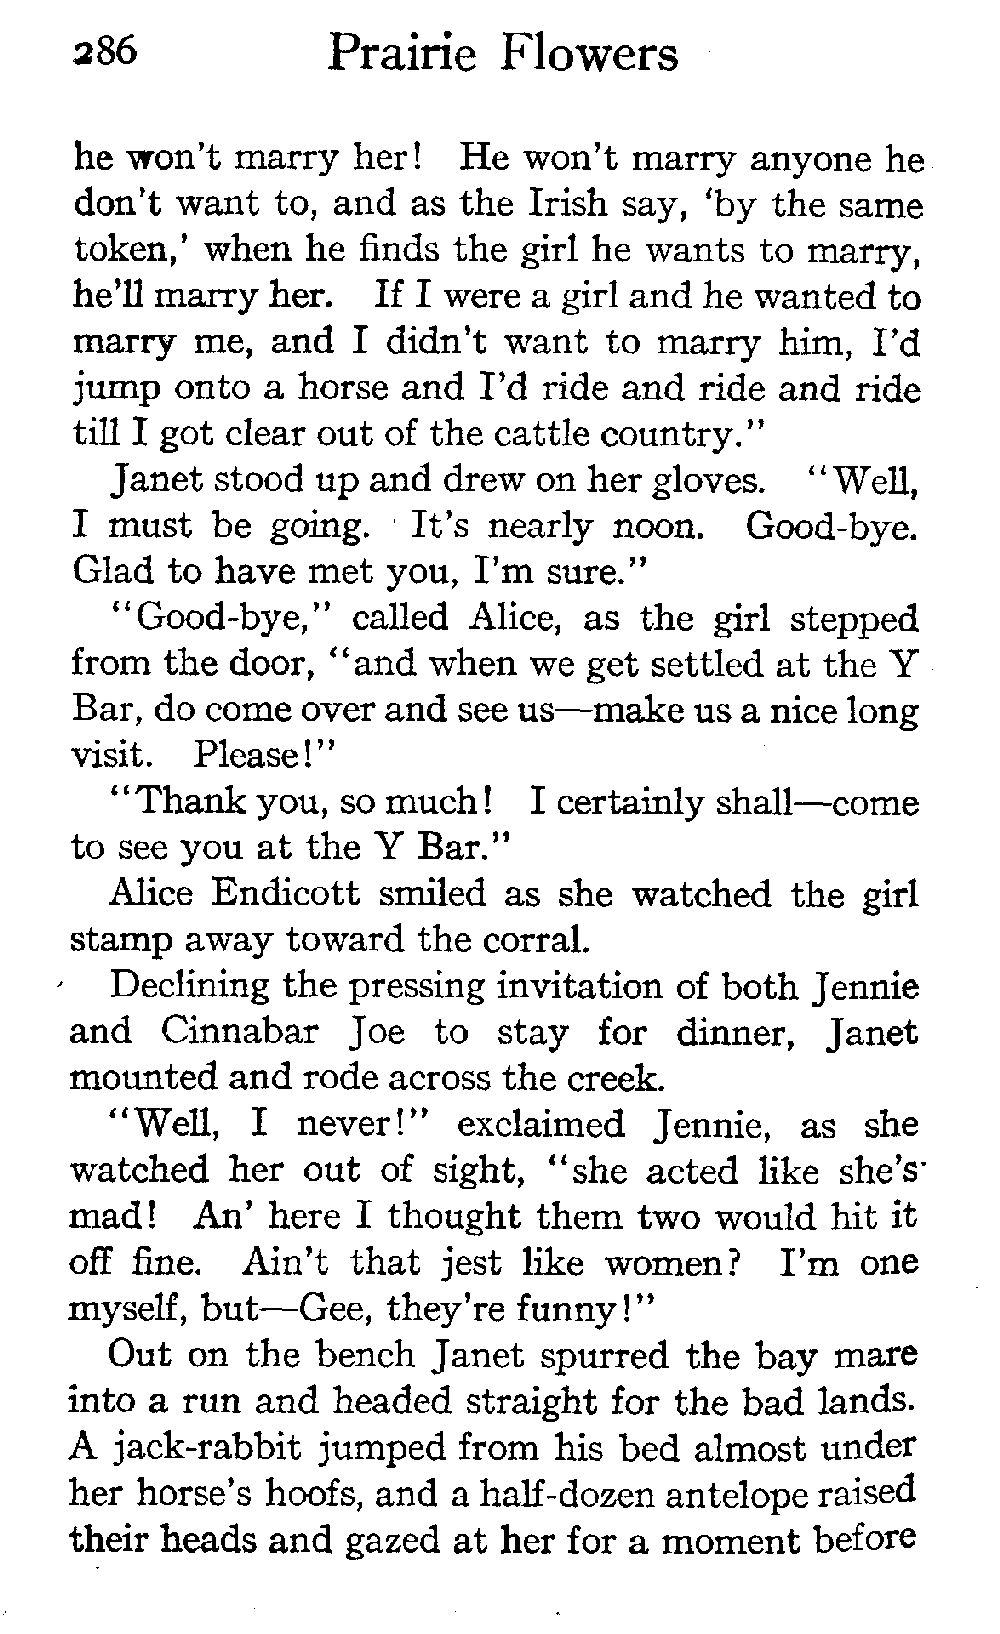 286 Prairie Flowers
he won't marry her! He won't marry anyone he
don't want to, and as the Irish say, 'by the same
token,' when he finds the girl he wants to marry,
he'll marry her. If I were a girl and he wanted to
marry me, and I didn't want to marry him, I'd
jump onto a horse and I'd ride and ride and ride
till I got clear out of the cattle country."
Janet stood up and drew on her gloves. "Well,
I must be going. It's nearly noon. Good-bye.
Glad to have met you, I'm sure."
"Good-bye," called Alice, as the girl stepped
from the door, "and when we get settled at the Y
Bar, do come over and see us—make us a nice long
visit. Please!"
"Thank you, so much! I certainly shall—come
to see you at the Y Bar."
Alice Endicott smiled as she watched the girl
stamp away toward the corral.
Declining the pressing invitation of both Jennie
and Cinnabar Joe to stay for dinner, Janet
mounted and rode across the creek.
"Well, I never!" exclaimed Jennie, as she
watched her out of sight, "she acted like she's
mad! An' here I thought them two would hit it
off fine. Ain't that jest like women? I'm one
myself, but—Gee, they're funny!"
Out on the bench Janet spurred the bay mare
into a run and headed straight for the bad lands.
A jack-rabbit jumped from his bed almost under
her horse's hoofs, and a half-dozen antelope raised
their heads and gazed at her for a moment before